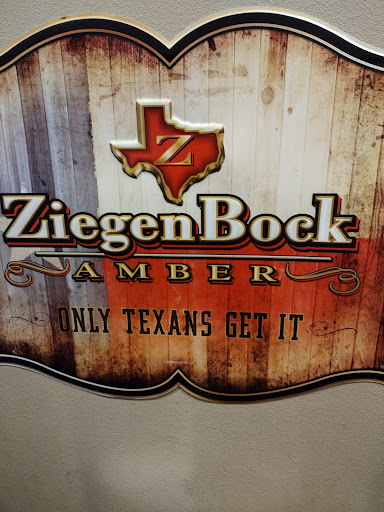 Z
ZiegenBock
AMBER
ONLY TEXANS GET IT